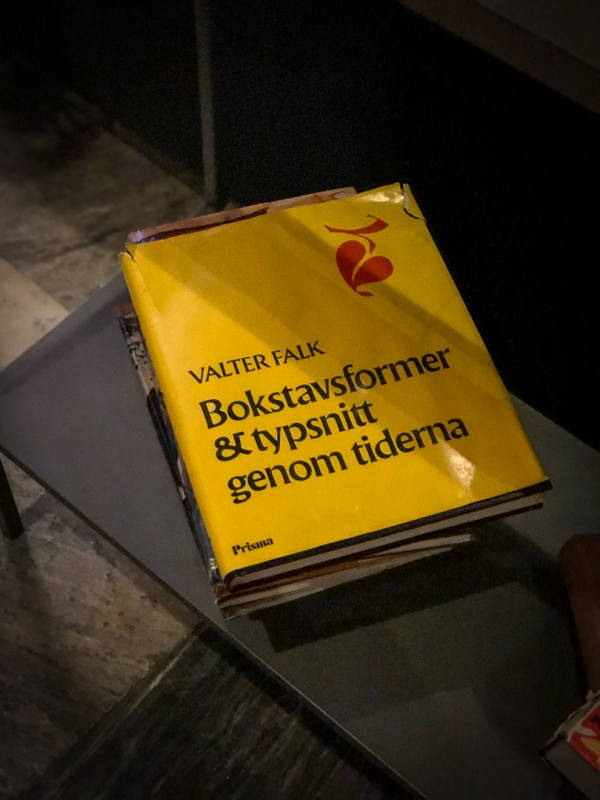 VALTER FALK
Bokstavsformer
& typsnitt
genom tiderna
Prisma